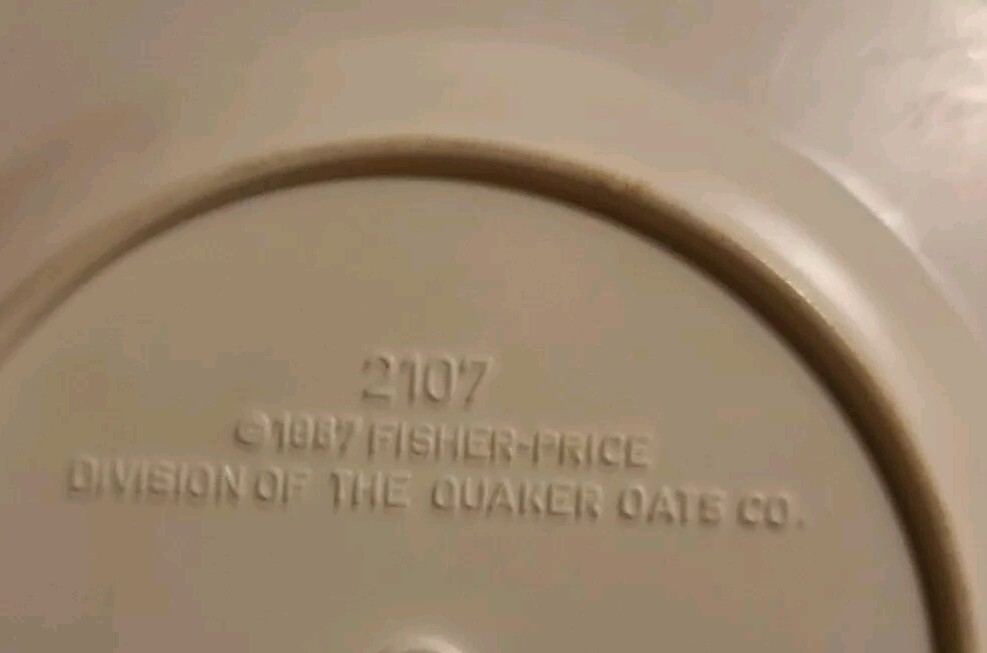 2107
©1987 FISHER-PRICE
DIVISION OF THE QUAKER OATS CO.